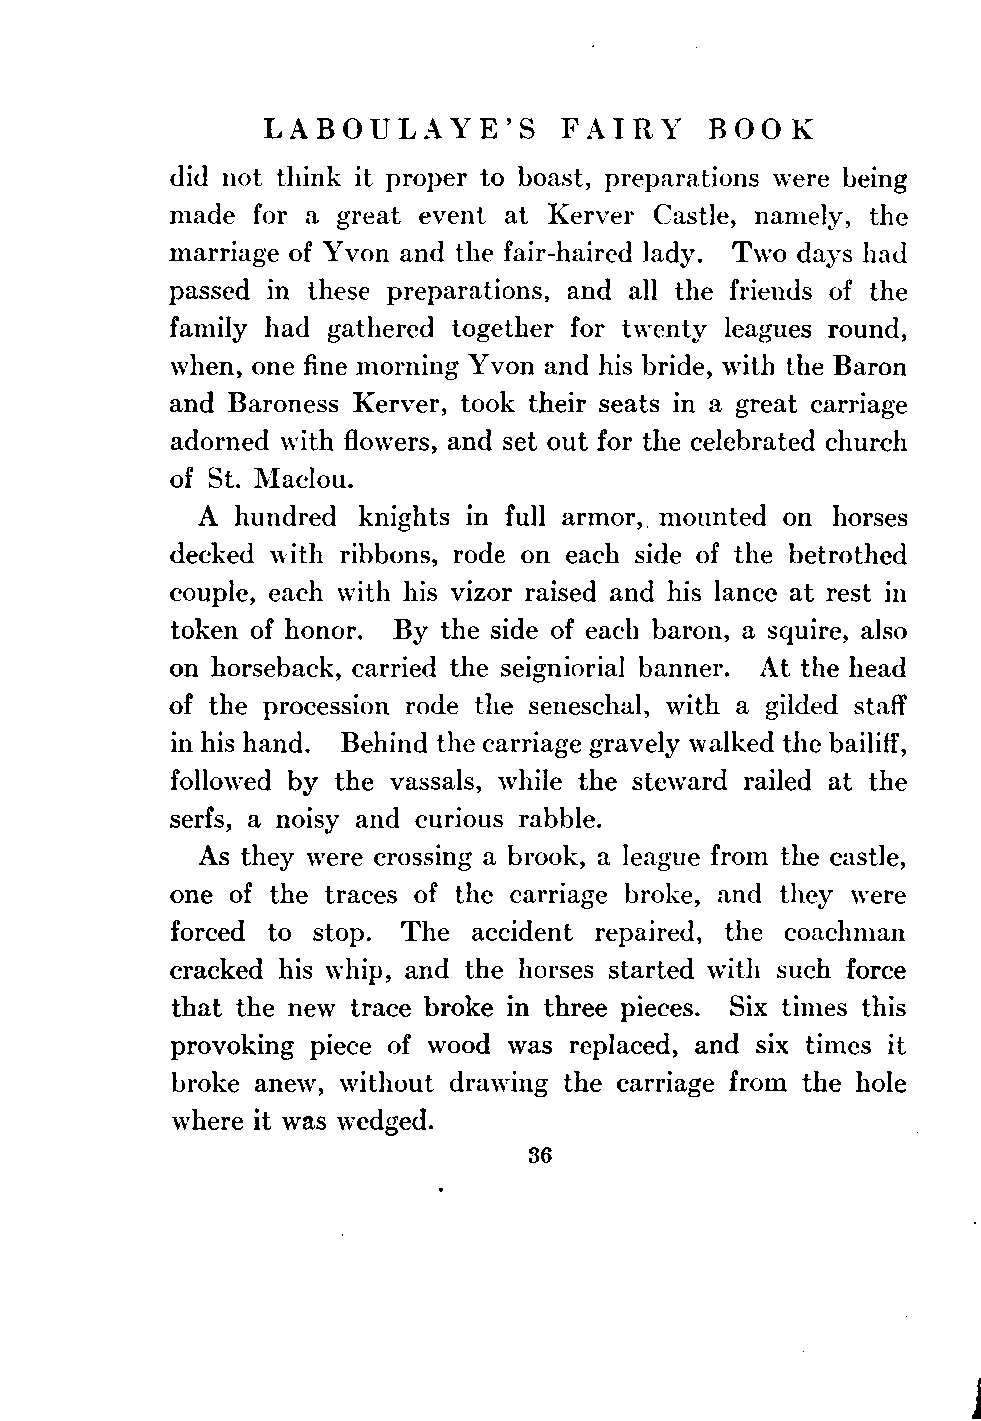 LABOULAYE'S FAIRY BOOK
did not think it proper to boast, preparations were being
made for a great event at Kerver Castle, namely, the
marriage of Yvon and the fair-haired lady. Two days had
passed in these preparations, and all the friends of the
family had gathered together for twenty leagues round,
when, one fine morning Yvon and his bride, with the Baron
and Baroness Kerver, took their seats in a great carriage
adorned with flowers, and set out for the celebrated church
of St. Maclou.
A hundred knights in full armor, mounted on horses
decked with ribbons, rode on each side of the betrothed
couple, each with his vizor raised and his lance at rest in
token of honor. By the side of each baron, a squire, also
on horseback, carried the seigniorial banner. At the head
of the procession rode the seneschal, with a gilded staff
in his hand. Behind the carriage gravely walked the bailiff,
followed by the vassals, while the steward railed at the
serfs, a noisy and curious rabble.
As they were crossing a brook, a league from the castle,
one of the traces of the carriage broke, and they were
forced to stop. The accident repaired, the coachman
cracked his whip, and the horses started with such force
that the new trace broke in three pieces. Six times this
provoking piece of wood was replaced, and six times it
broke anew, without drawing the carriage from the hole
where it was wedged.
36